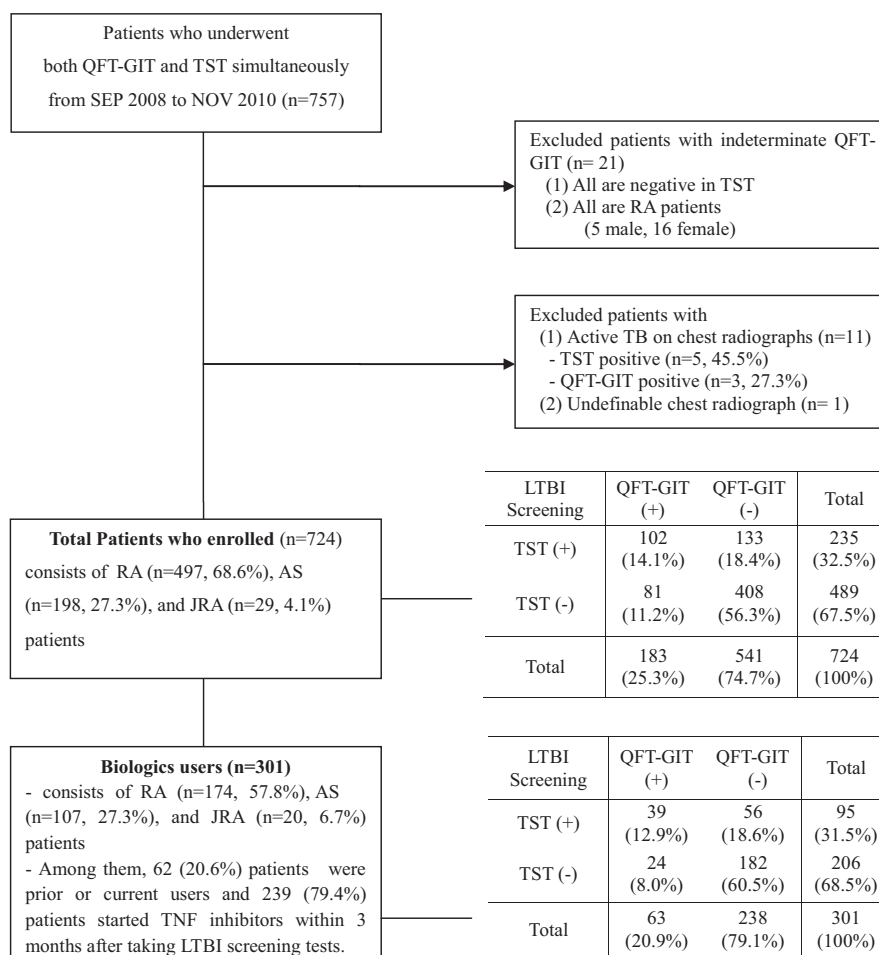 Patients who underwent
both QFT-GIT and TST simultaneously
from SEP 2008 to NOV 2010 (n=757)
Excluded patients with indeterminate QFT-
GIT (n= 21)
(1) All are negative in TST
(2) All are RA patients
(5 male, 16 female)
Excluded patients with
(1) Active TB on chest radiographs (n=11)
- TST positive (n=5, 45.5%)
- QFT-GIT positive (n=3, 27.3%)
(2) Undefinable chest radiograph (n= 1)
Total Patients who enrolled (n=724)
consists of RA (n=497, 68.6%), AS
(n=198, 27.3%), and JRA (n=29, 4.1%)
patients
LTBI QFT-GIT QFT-GIT Total
Screening (+) (-)
TST (+) 102 133 235
(14.1%) (18.4%) (32.5%)
TST (-) 81 408 489
(11.2%) (56.3%) (67.5%)
Total 183 541 724
(25.3%) (74.7%) (100%)
Biologics users (n=301)
- consists of RA (n=174, 57.8%), AS
(n=107, 27.3%), and JRA (n=20, 6.7%)
patients
- Among them, 62 (20.6%) patients were
prior or current users and 239 (79.4%)
patients started TNF inhibitors within 3
months after taking LTBI screening tests.
LTBI QFT-GIT QFT-GIT Total
Screening (+) (-)
TST (+) 39 56 95
(12.9%) (18.6%) (31.5%)
TST (-) 24 182 206
(8.0%) (60.5%) (68.5%)
Total 63 238 301
(20.9%) (79.1%) (100%)